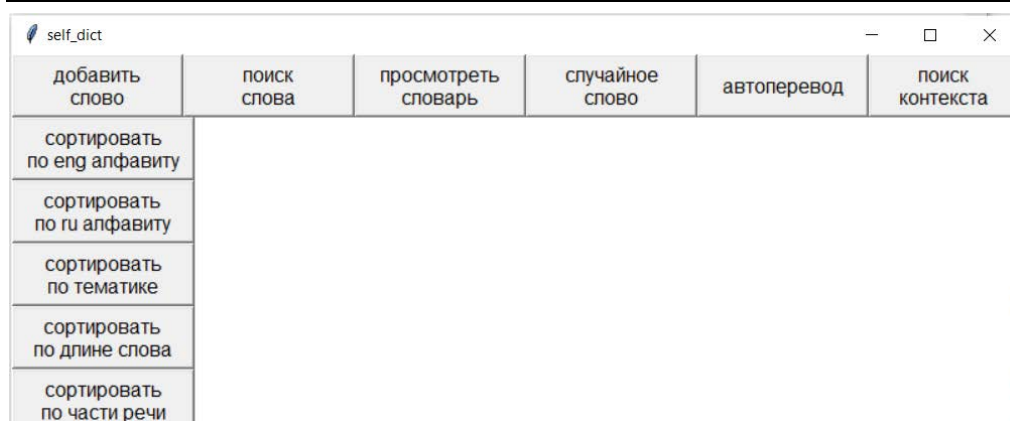 self_dict
добавить
слово
поиск
слова
просмотреть
словарь
случайное
слово
автоперевод
поиск
контекста
сортировать
по eng алфавиту
сортировать
по ru алфавиту
сортировать
по тематике
сортировать
по длине слова
сортировать
по части речи